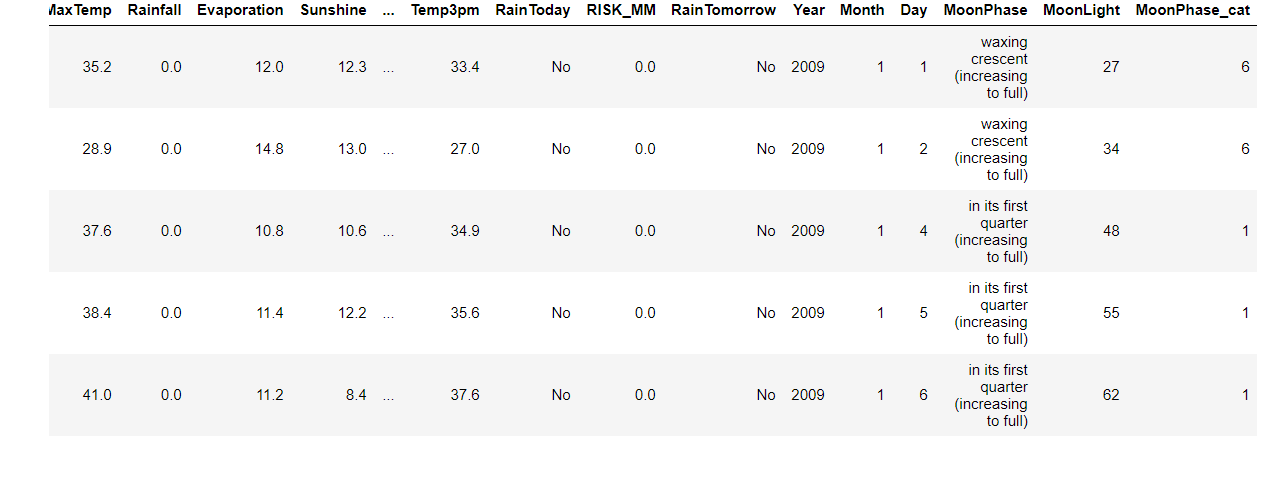 MaxTemp Rainfall Evaporation Sunshine ... Temp3pm RainToday RISK_MM RainTomorrow Year Month Day MoonPhase MoonLight MoonPhase_cat
35.2 0.0 12.0 12.3 ... 33.4 No 0.0 No 2009 1 1 waxing crescent (increasing to full) 27 6
28.9 0.0 14.8 13.0 ... 27.0 No 0.0 No 2009 1 2 waxing crescent (increasing to full) 34 6
37.6 0.0 10.8 10.6 ... 34.9 No 0.0 No 2009 1 4 in its first quarter (increasing to full) 48 1
38.4 0.0 11.4 12.2 ... 35.6 No 0.0 No 2009 1 5 in its first quarter (increasing to full) 55 1
41.0 0.0 11.2 8.4 ... 37.6 No 0.0 No 2009 1 6 in its first quarter (increasing to full) 62 1